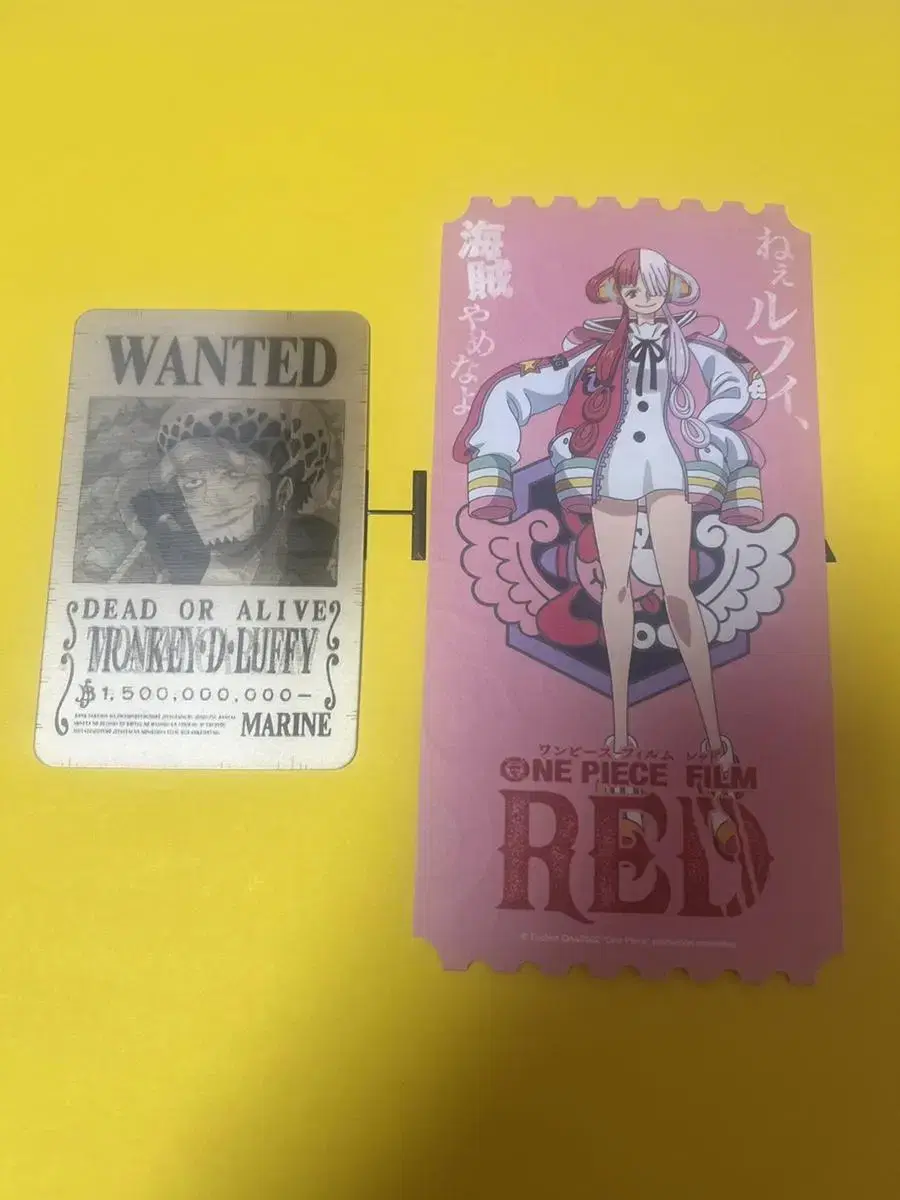 WANTED
DEAD OR ALIVE
MONKEY·D·LUFFY
1,500,000,000-
MARINE
ねぇルフィ、
海賊やめなよ
ワンピース フィルム レッド
ONE PIECE FILM
RED